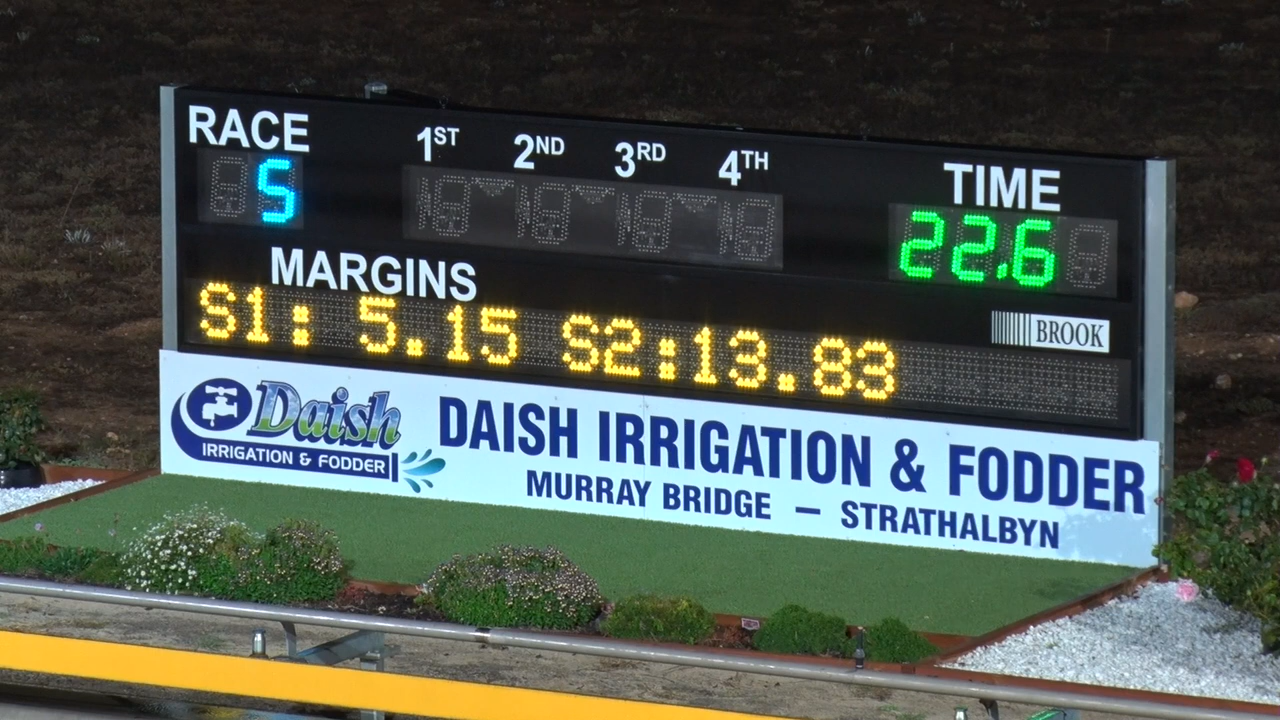 RACE 1ST 2ND 3RD 4TH TIME
5 22.6
MARGINS
S1: 5.15 S2:13.83
BROOK
Daish
IRRIGATION & FODDER
DAISH IRRIGATION & FODDER
MURRAY BRIDGE – STRATHALBYN